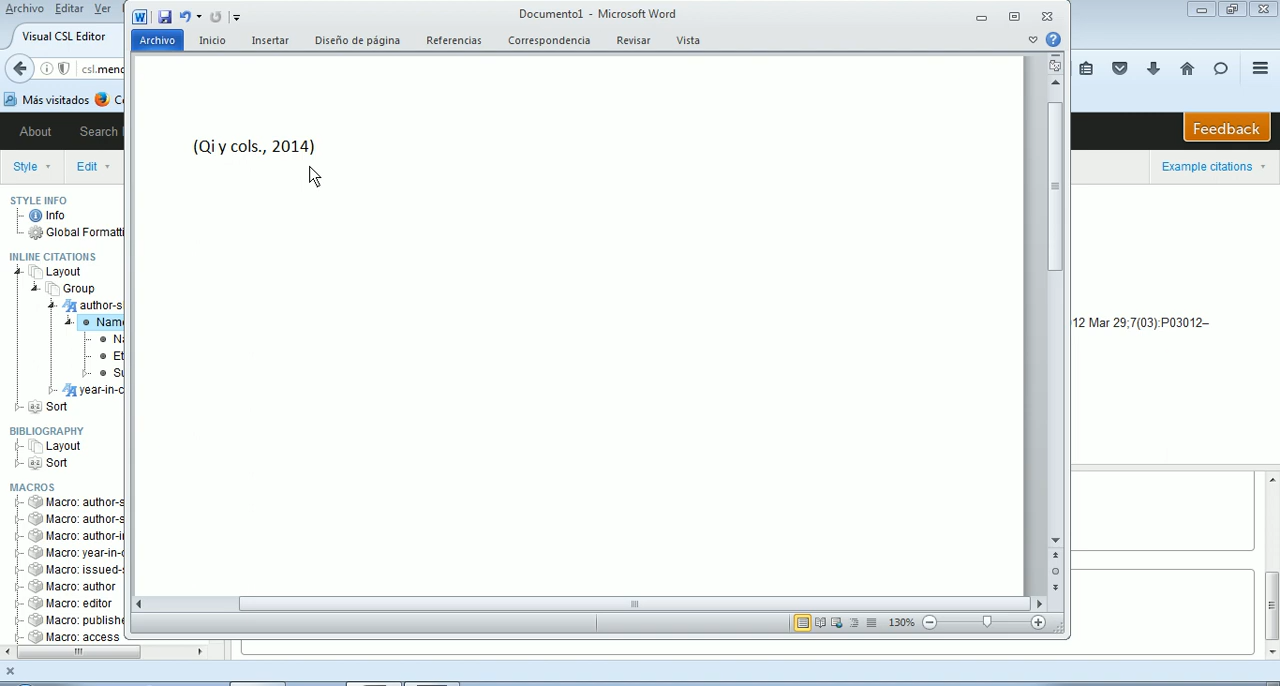 Archivo Editar Ver
Documento1 - Microsoft Word
Visual CSL Editor
Archivo Inicio Insertar Diseño de página Referencias Correspondencia Revisar Vista
csl.menc
Más visitados
About Search
Feedback
(Qi y cols., 2014)
Style Edit
Example citations
STYLE INFO
Info
Global Formatti
INLINE CITATIONS
Layout
Group
author-s
Name
12 Mar 29;7(03):P03012–
Na
Et
Su
year-in-c
Sort
BIBLIOGRAPHY
Layout
Sort
MACROS
Macro: author-s
Macro: author-s
Macro: author-i
Macro: year-in-c
Macro: issued-s
Macro: author
Macro: editor
Macro: publishe
Macro: access
130%